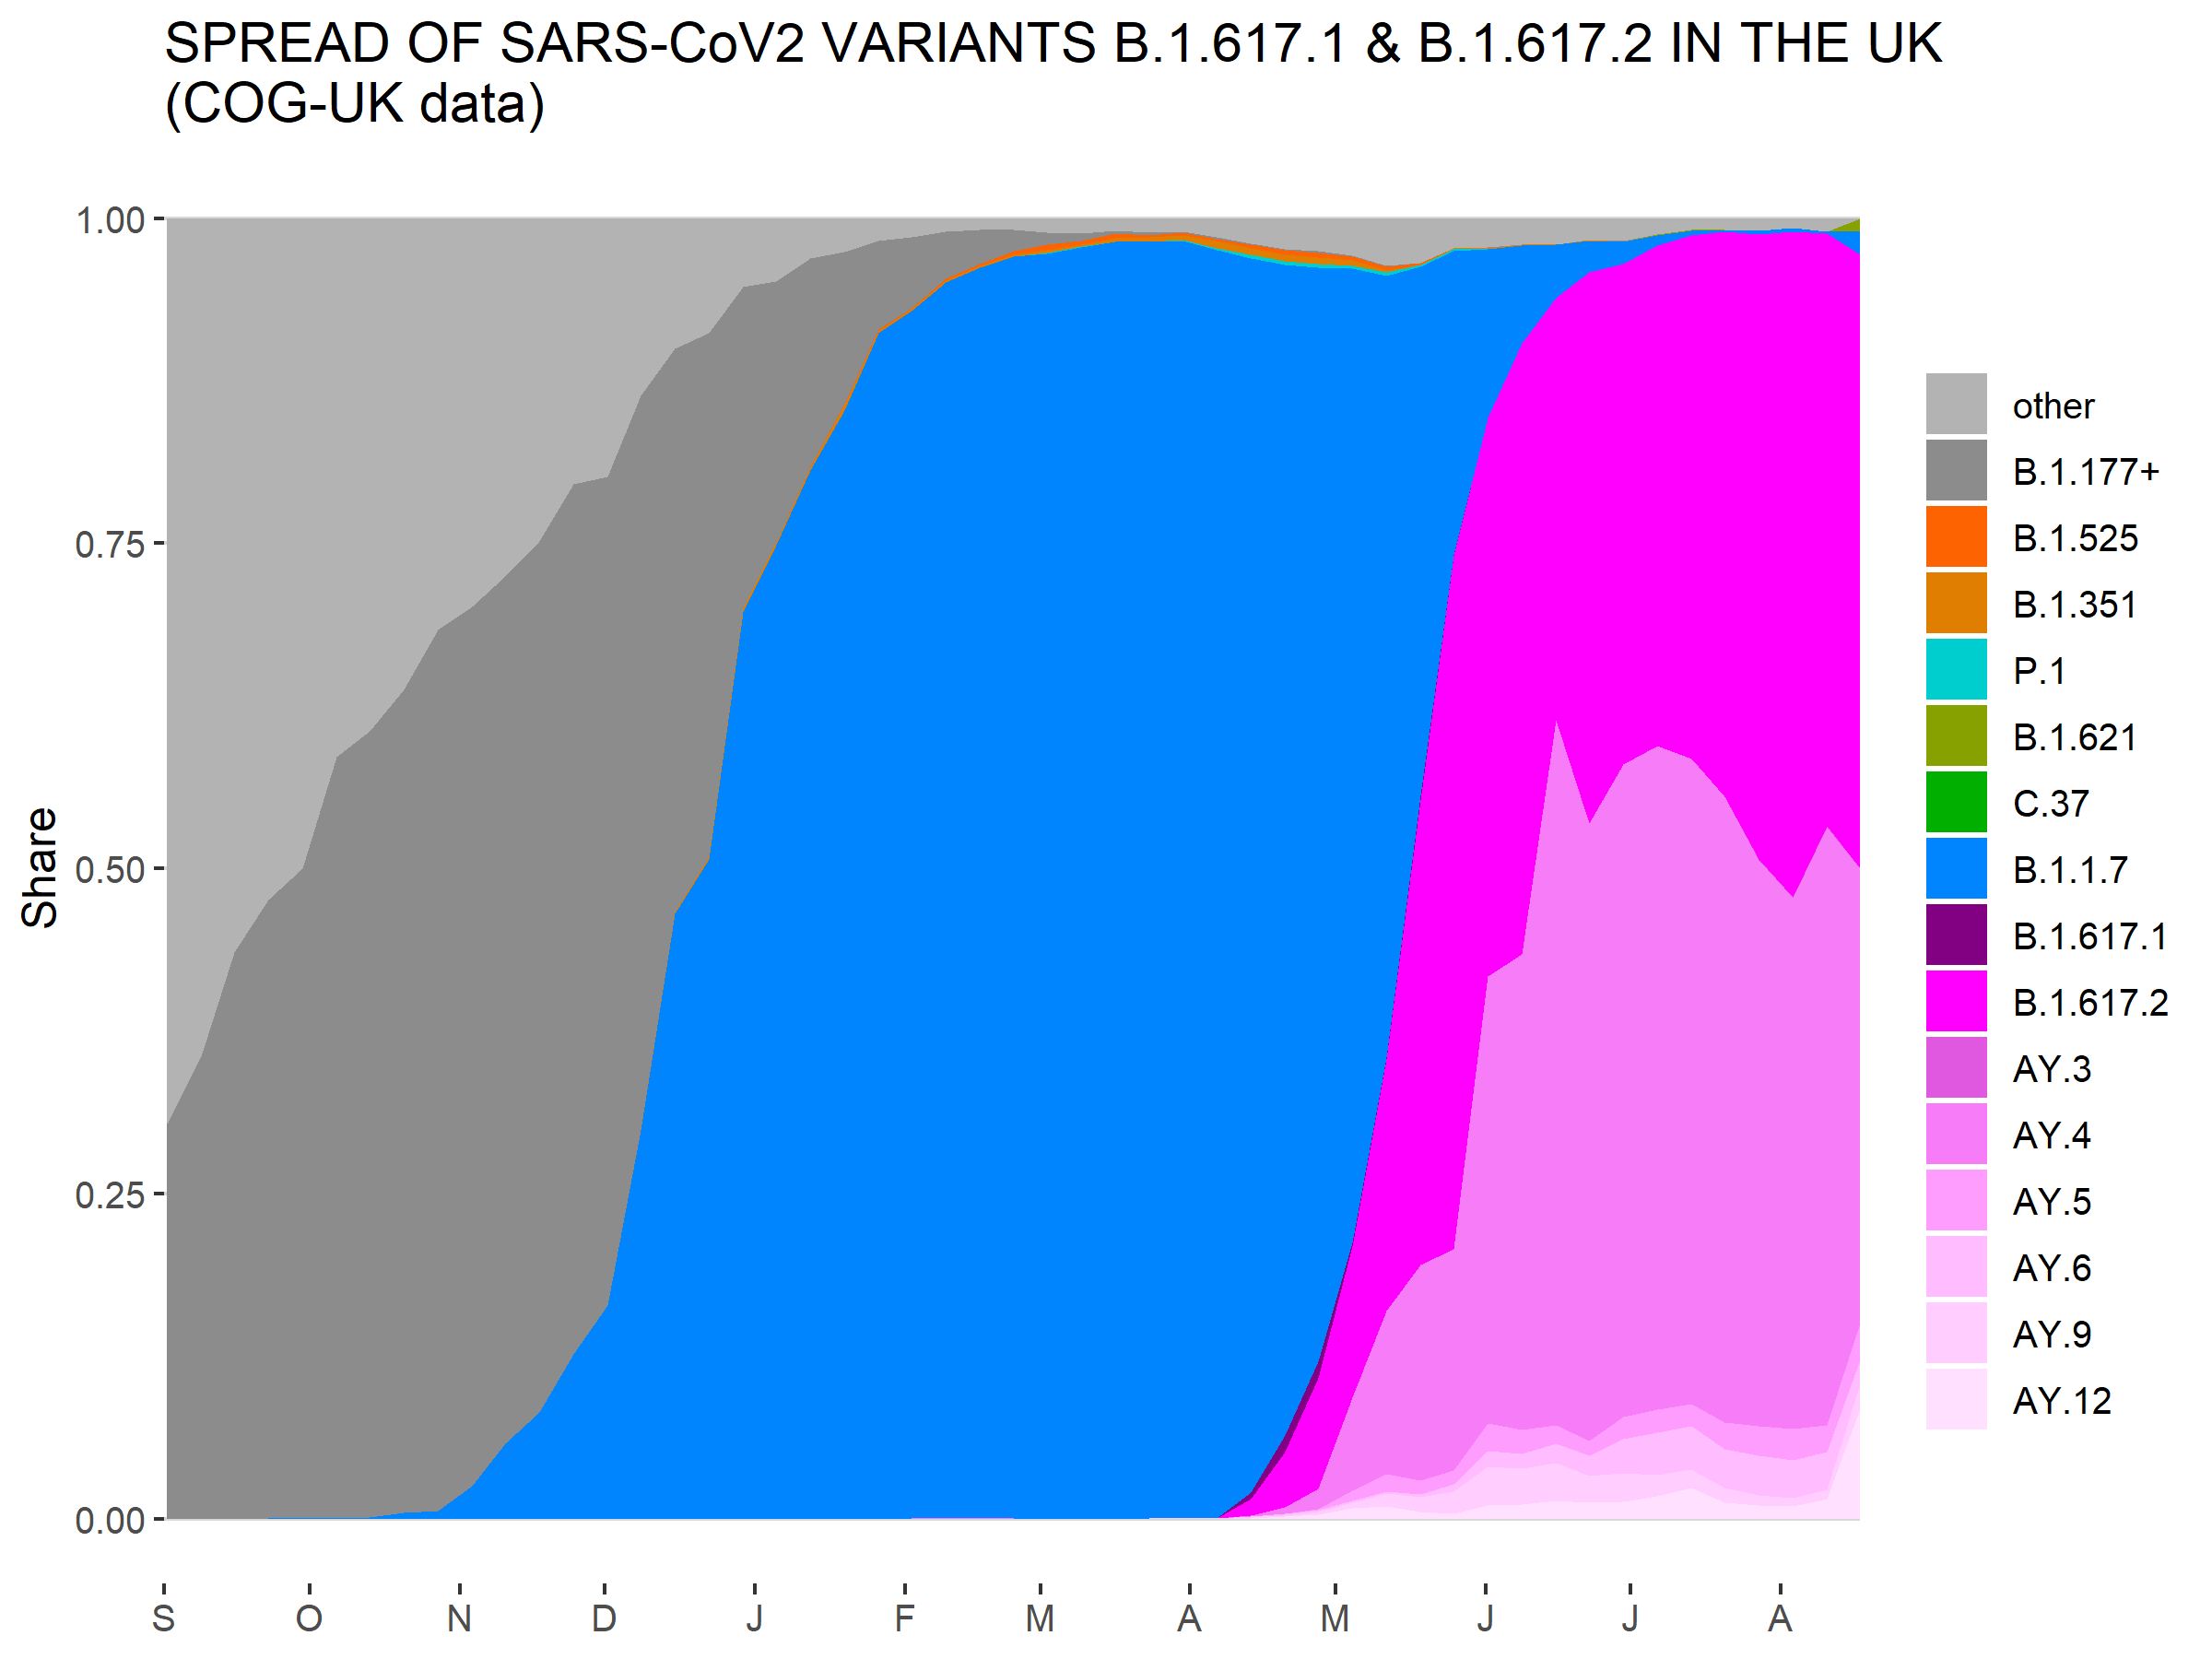 SPREAD OF SARS-CoV2 VARIANTS B.1.617.1 & B.1.617.2 IN THE UK
(COG-UK data)
1.00
0.75
0.50
0.25
0.00
Share
S O N D J F M A M J J A
other
B.1.177+
B.1.525
B.1.351
P.1
B.1.621
C.37
B.1.1.7
B.1.617.1
B.1.617.2
AY.3
AY.4
AY.5
AY.6
AY.9
AY.12